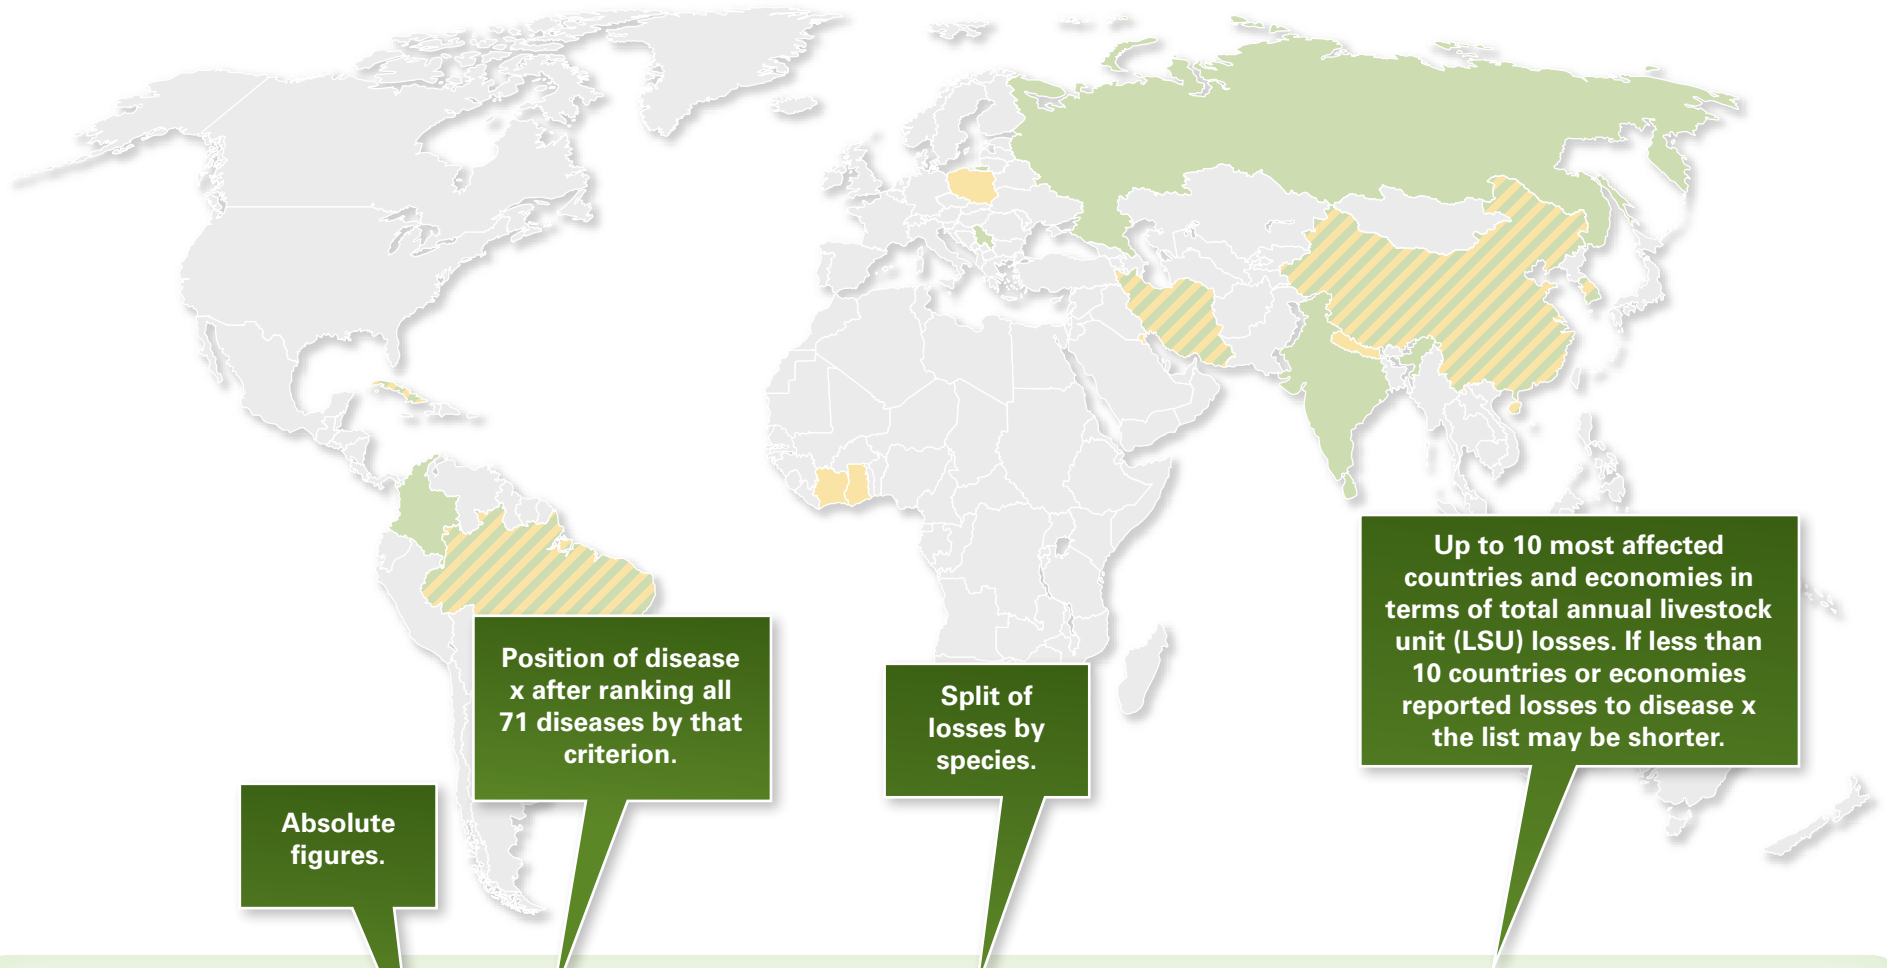 Up to 10 most affected
countries and economies in
terms of total annual livestock
unit (LSU) losses. If less than
10 countries or economies
reported losses to disease x
the list may be shorter.
Position of disease
x after ranking all
71 diseases by that
criterion.
Split of
losses by
species.
Absolute
figures.